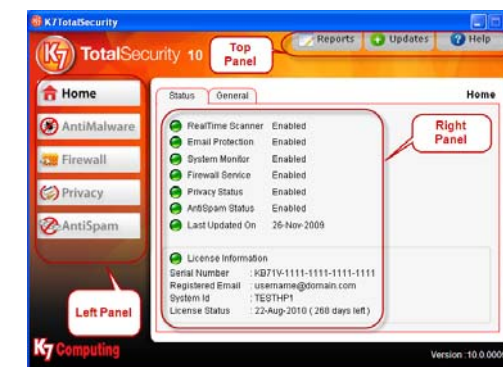 K7TotalSecurity
K7 TotalSecurity 10
Top Panel
Reports Updates Help
Home
AntiMalware
Firewall
Privacy
AntiSpam
Left Panel
K7 Computing
Status General Home
RealTime Scanner Enabled
Email Protection Enabled
System Monitor Enabled
Firewall Service Enabled
Privacy Status Enabled
AntiSpam Status Enabled
Last Updated On 26-Nov-2009
Right Panel
License Information
Serial Number : KB71V-1111-1111-1111-1111
Registered Email : username@domain.com
System Id : TESTHP1
License Status : 22-Aug-2010 ( 268 days left)
Version :10.0.000